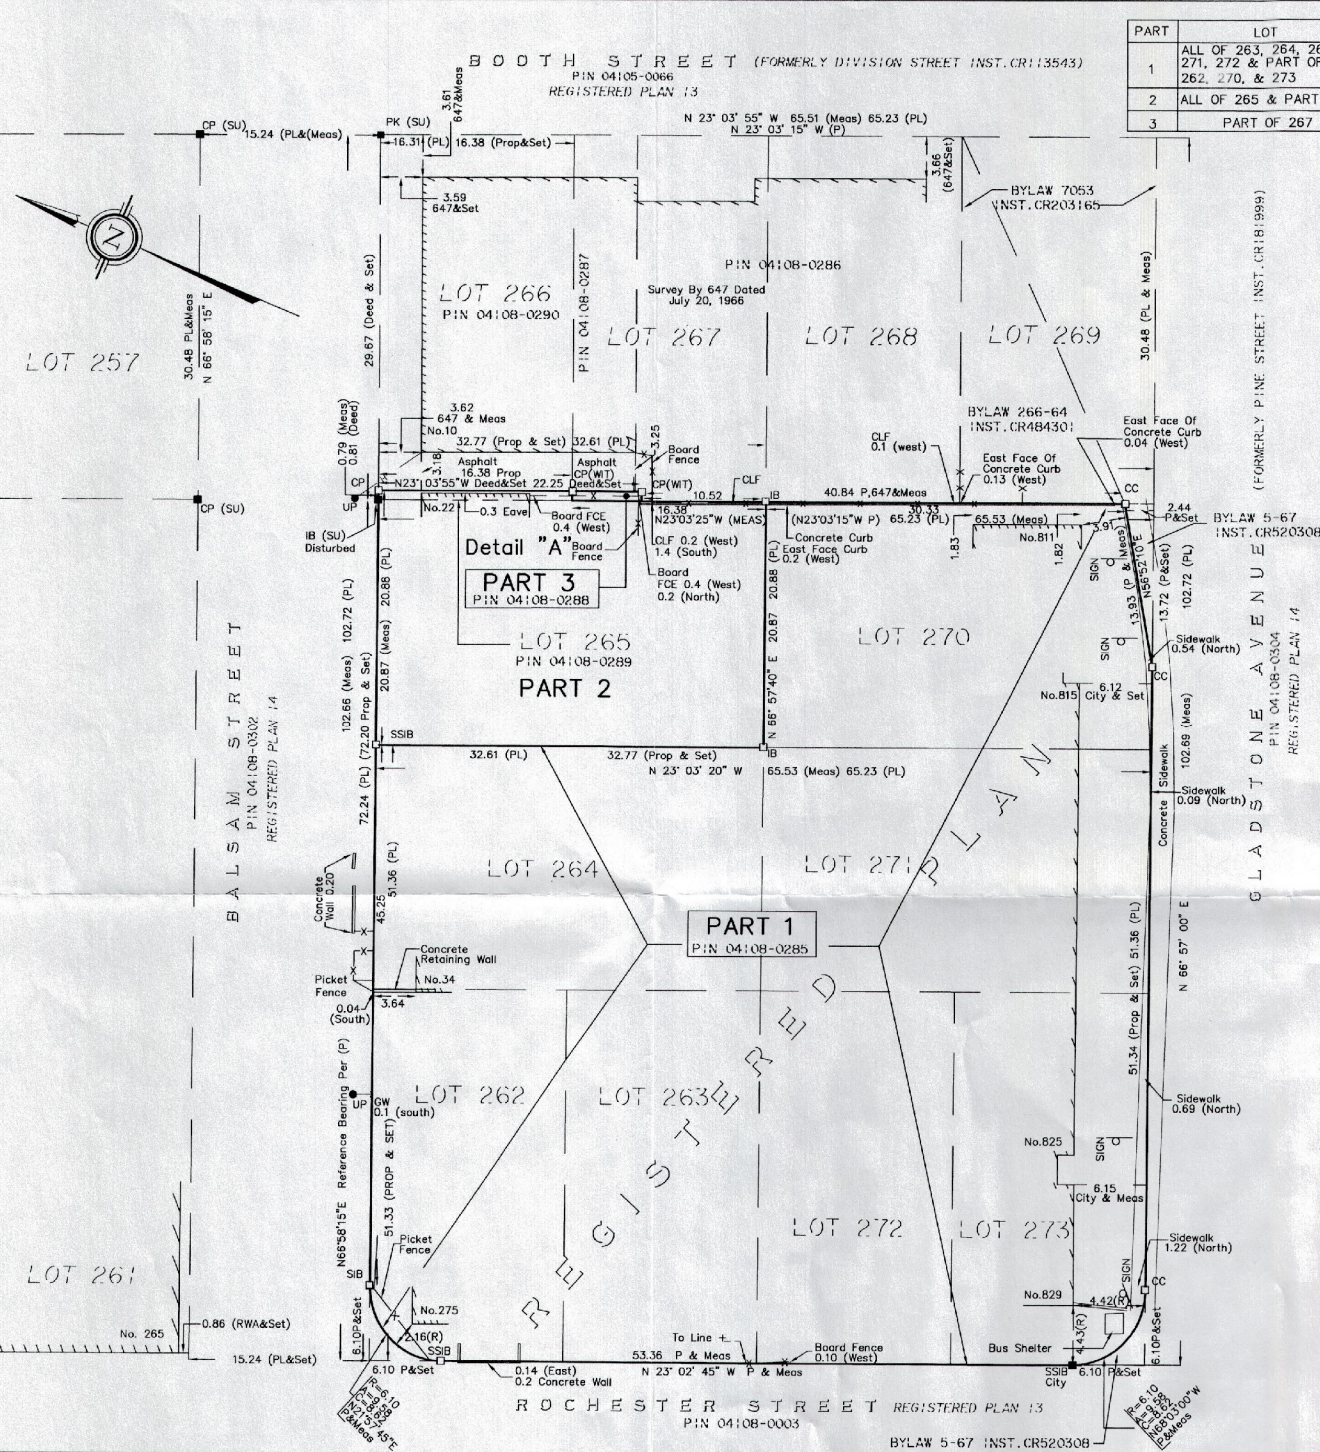 PART LOT
1 ALL OF 263, 264,
271, 272 & PART OF
262, 270, & 273
2 ALL OF 265 & PART
3 PART OF 267
BOOTH STREET (FORMERLY DIVISION STREET INST.CR113543)
PIN 04105-0066
REGISTERED PLAN 13
CP (SU)
15.24 (PL&(Meas)
PK (SU)
3.61
647&Meas
16.31 (PL) 16.38 (Prop&Set)
N 23° 03' 55" W 65.51 (Meas) 65.23 (PL)
N 23° 03' 15" W (P)
3.66
(647&Set)
BYLAW 7053
INST.CR203165
3.59
647&Set
N
29.67 (Deed & Set)
30.48 PL&Meas
N 66° 58' 15" E
LOT 257
LOT 266
PIN 04108-0290
PIN 04108-0287
PIN 04108-0286
Survey By 647 Dated
July 20, 1966
LOT 267
LOT 268
LOT 269
30.48 (PL & Meas)
GLADSTONE AVENUE (FORMERLY PINE STREET INST.CR181999)
PIN 04108-0304
REGISTERED PLAN 14
0.79 (Meas)
0.81 (Deed)
3.62
647 & Meas
No.10
32.77 (Prop & Set) 32.61 (PL)
3.25
Board
Fence
BYLAW 266-64
INST.CR484301
CLF
0.1 (west)
East Face Of
Concrete Curb
0.13 (West)
East Face Of
Concrete Curb
0.04 (West)
CP (SU)
CP
UP
3.18
Asphalt
16.38 Prop
Asphalt
CP(WIT)
N23°03'55"W Deed&Set 22.25 Deed&Set
CP(WIT)
10.52
CLF
IB
40.84 P,647&Meas
CC
2.44
P&Set
BYLAW 5-67
INST.CR520308
IB (SU)
Disturbed
No.22
0.3 Eave
Board FCE
0.4 (West)
16.38
N23°03'25"W (MEAS)
(N23°03'15"W P)
30.33
65.23 (PL)
65.53 (Meas)
No.811
3.91
Detail "A"
Board
Fence
CLF 0.2 (West)
1.4 (South)
Concrete Curb
East Face Curb
0.2 (West)
1.83
1.82
SIGN
PART 3
PIN 04108-0288
Board
FCE 0.4 (West)
0.2 (North)
20.88 (PL)
20.87 (Meas)
N 66° 57'40" E 20.87 20.88 (PL)
13.93 (P & Meas)
N56°52'10"E
13.72 (P&Set)
102.72 (PL)
LOT 265
PIN 04108-0289
PART 2
LOT 270
SIGN
Sidewalk
0.54 (North)
CC
No.815
6.12
City & Set
BALSAM STREET
PIN 04108-0302
REGISTERED PLAN 14
102.66 (Meas) 102.72 (PL)
72.24 (PL) (72.20 Prop & Set)
SSIB
32.61 (PL)
32.77 (Prop & Set)
IB
N 23° 03' 20" W
65.53 (Meas) 65.23 (PL)
102.69 (Meas)
Concrete Sidewalk
Sidewalk
0.09 (North)
Concrete
Wall 0.20
45.25
51.36 (PL)
LOT 264
LOT 271
REGISTERED PLAN
PART 1
PIN 04108-0285
N 66° 57' 00" E
51.34 (Prop & Set) 51.36 (PL)
Concrete
Retaining Wall
No.34
Picket
Fence
3.64
0.04
(South)
N66°58'15"E Reference Bearing Per (P)
UP
GW
0.1 (south)
LOT 262
LOT 263
Sidewalk
0.69 (North)
No.825
SIGN
6.15
City & Meas
51.33 (PROP & SET)
LOT 272
LOT 273
Picket
Fence
Sidewalk
1.22 (North)
LOT 261
SIB
SIGN
CC
No.829
4.42(R)
No.275
No. 265
0.86 (RWA&Set)
6.10P&Set
2.16(R)
SSIB
To Line
Board Fence
0.10 (West)
Bus Shelter
4.43(R)
6.10P&Set
15.24 (PL&Set)
6.10 P&Set
0.14 (East)
0.2 Concrete Wall
53.36 P & Meas
N 23° 02' 45" W P & Meas
SSIB
City
6.10 P&Set
R=6.10
N21°57'45"E
P&Meas
R=6.10
A=9.58
C=8.62
N68°03'00"W
P&Meas
ROCHESTER STREET REGISTERED PLAN 13
PIN 04108-0003
BYLAW 5-67 INST.CR520308